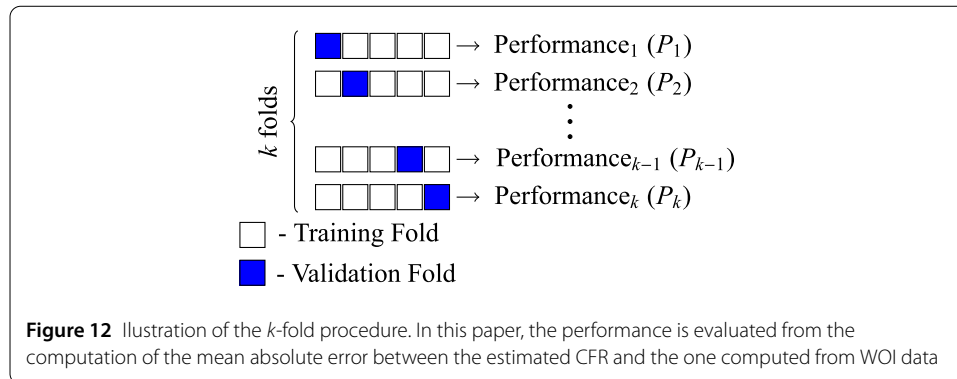 Performance₁ (P₁)
Performance₂ (P₂)
k folds
Performanceₖ₋₁ (Pₖ₋₁)
Performanceₖ (Pₖ)
- Training Fold
- Validation Fold
Figure 12 Ilustration of the k-fold procedure. In this paper, the performance is evaluated from the
computation of the mean absolute error between the estimated CFR and the one computed from WOI data